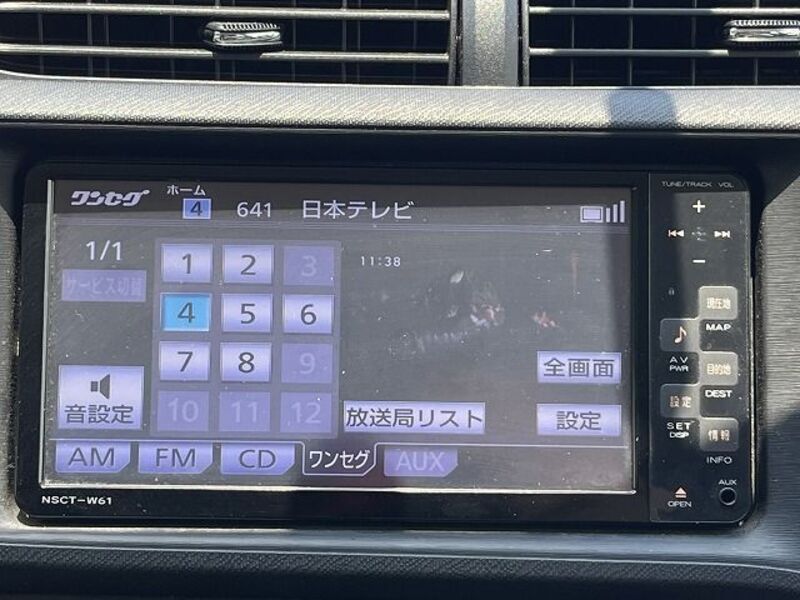 TUNE/TRACK VOL
ワンセグ ホーム 4 641 日本テレビ
+
1/1
サービス切替
1 2 3
4 5 6
7 8 9
10 11 12
11:38
-
全画面
音設定
放送局リスト
設定
AM FM CD ワンセグ AUX
現在地
MAP
AV
PWR
目的地
DEST
設定
SET
DISP
情報
INFO
AUX
OPEN
NSCT-W61